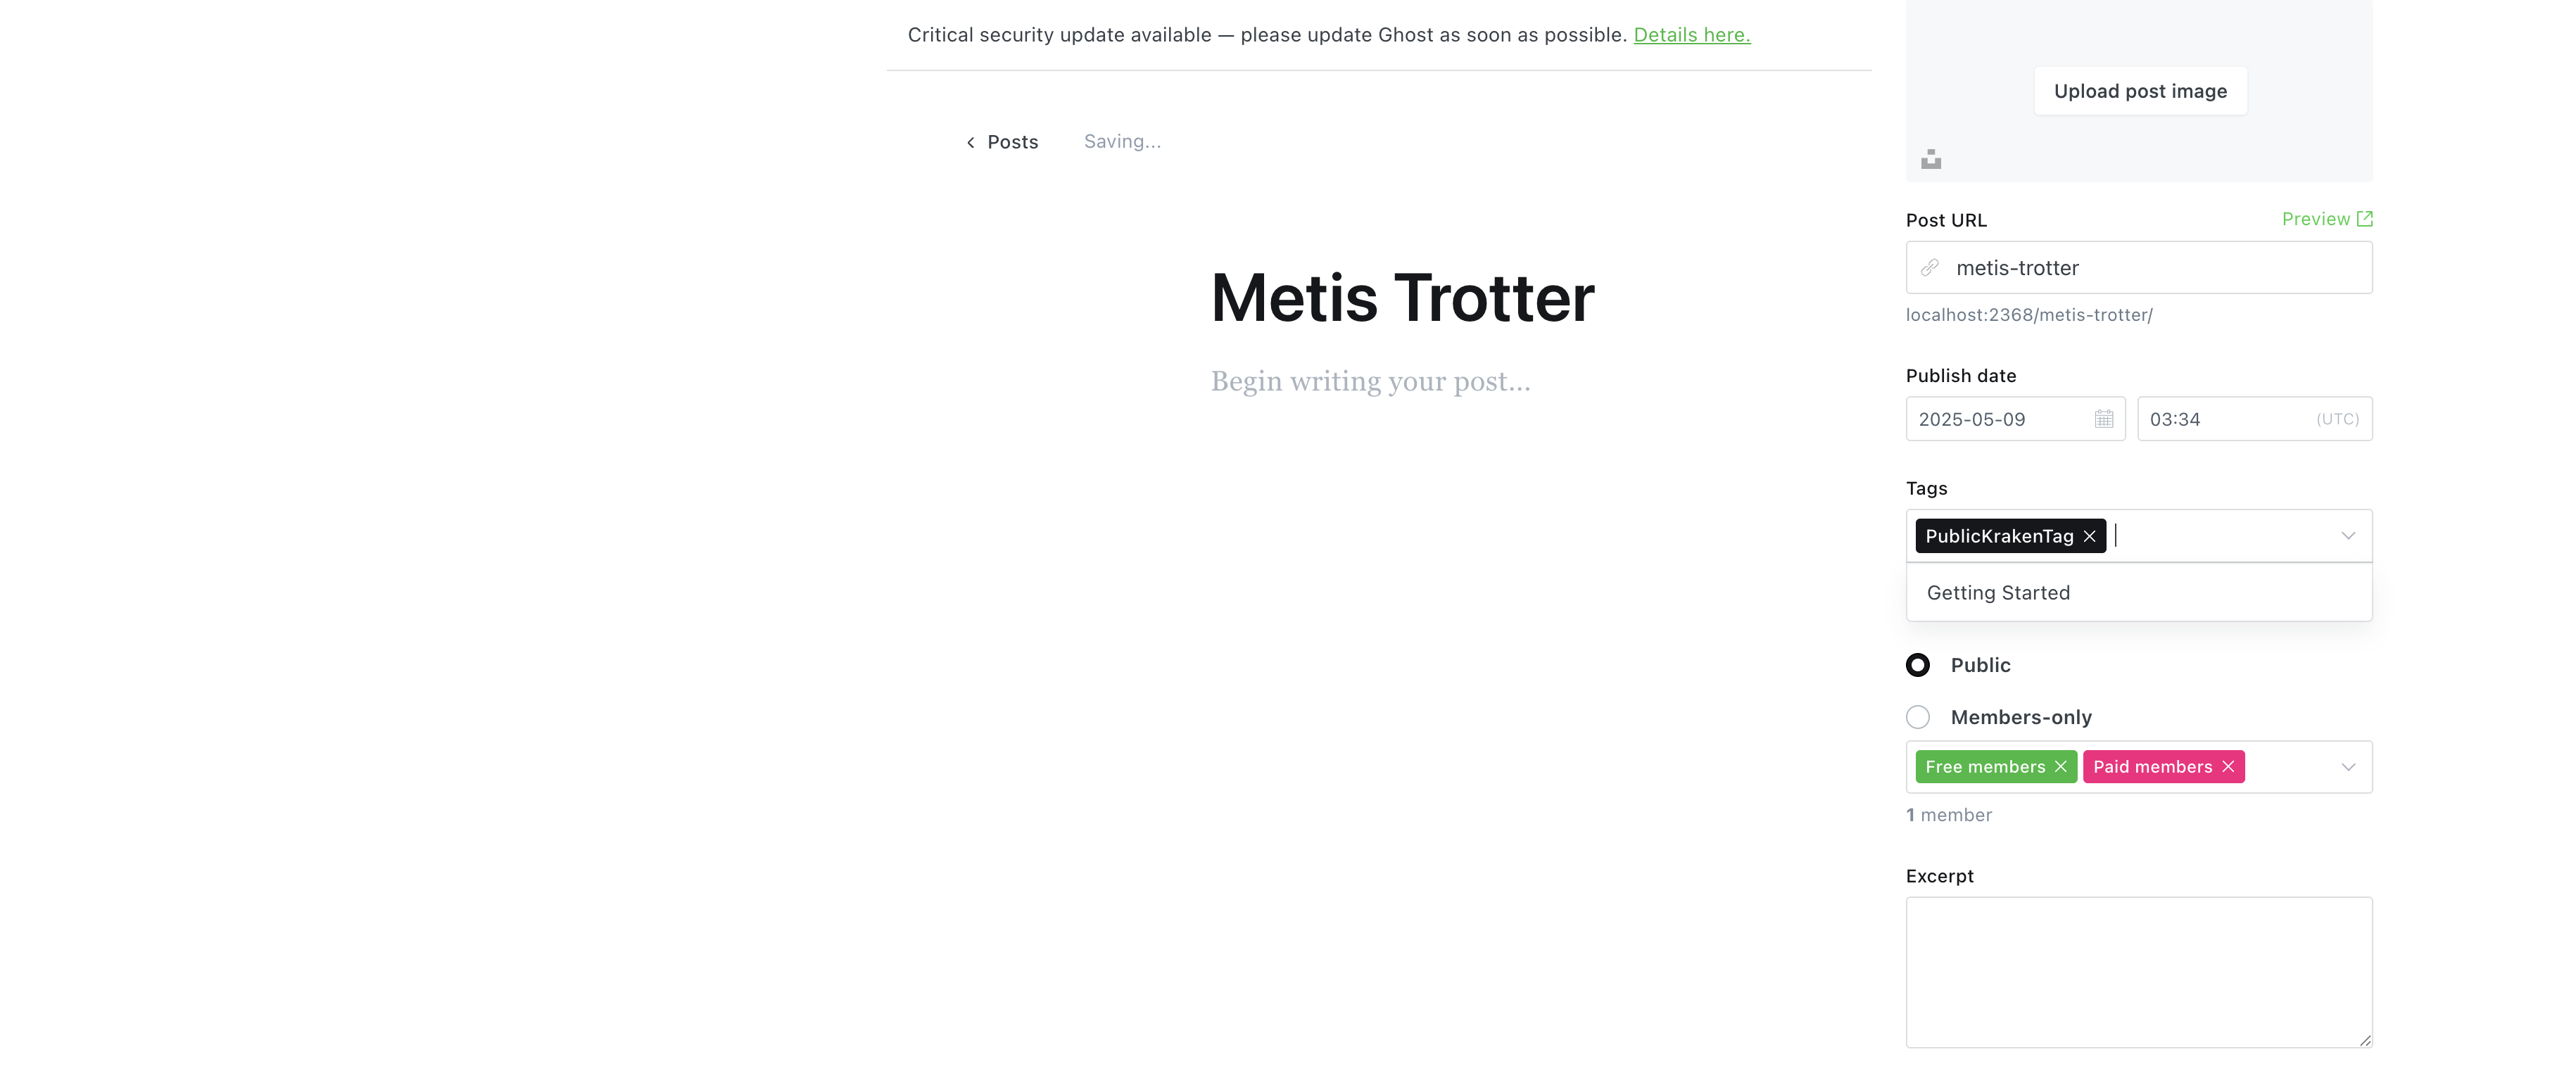 Critical security update available — please update Ghost as soon as possible. Details here.
Posts
Saving...
Metis Trotter
Begin writing your post...
Upload post image
Post URL
Preview
metis-trotter
localhost:2368/metis-trotter/
Publish date
2025-05-09
03:34
(UTC)
Tags
PublicKrakenTag
Getting Started
Public
Members-only
Free members
Paid members
1 member
Excerpt